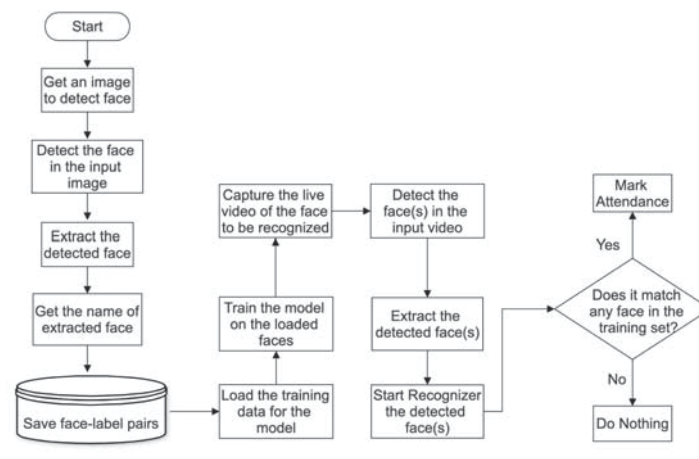 Start
Get an image
to detect face
Detect the face
in the input
image
Extract the
detected face
Get the name of
extracted face
Save face-label pairs
Load the training
data for the
model
Train the model
on the loaded
faces
Capture the live
video of the face
to be recognized
Detect the
face(s) in the
input video
Extract the
detected face(s)
Start Recognizer
the detected
face(s)
Does it match
any face in the
training set?
Yes
Mark
Attendance
No
Do Nothing